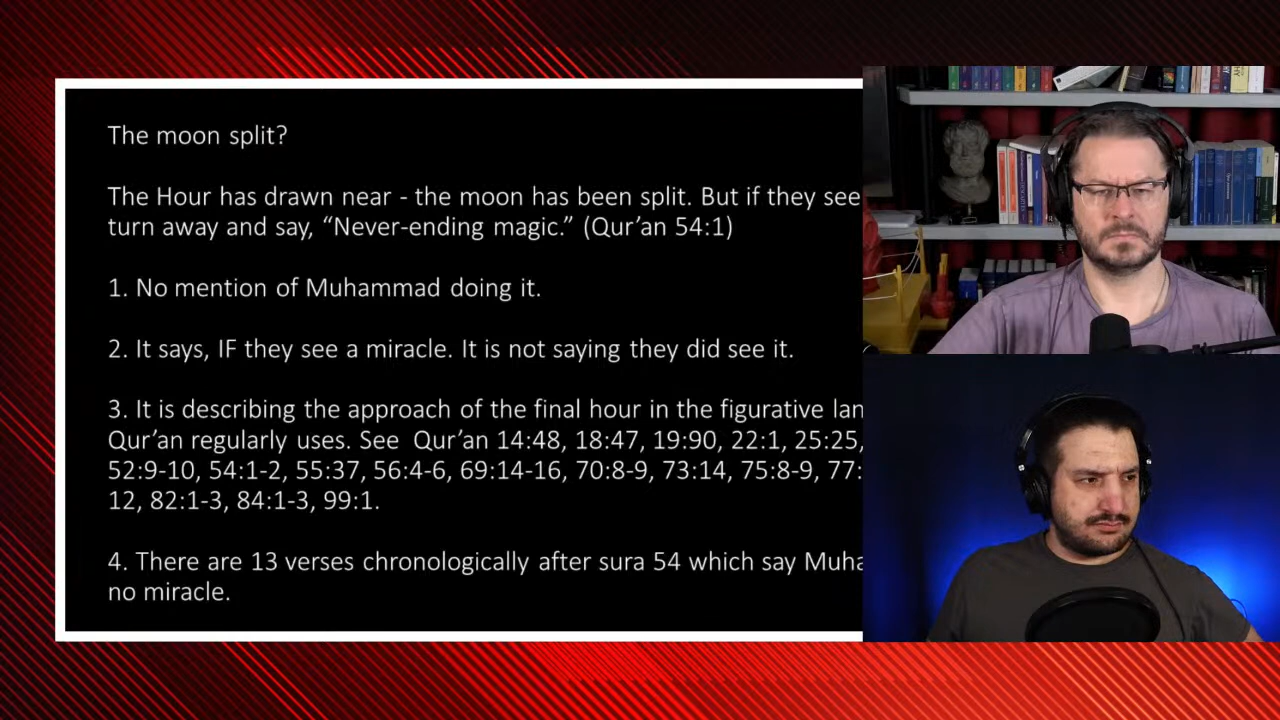 The moon split?
The Hour has drawn near - the moon has been split. But if they see
turn away and say, “Never-ending magic.” (Qur’an 54:1)
1. No mention of Muhammad doing it.
2. It says, IF they see a miracle. It is not saying they did see it.
3. It is describing the approach of the final hour in the figurative lan
Qur’an regularly uses. See Qur’an 14:48, 18:47, 19:90, 22:1, 25:25,
52:9-10, 54:1-2, 55:37, 56:4-6, 69:14-16, 70:8-9, 73:14, 75:8-9, 77:
12, 82:1-3, 84:1-3, 99:1.
4. There are 13 verses chronologically after sura 54 which say Muha
no miracle.